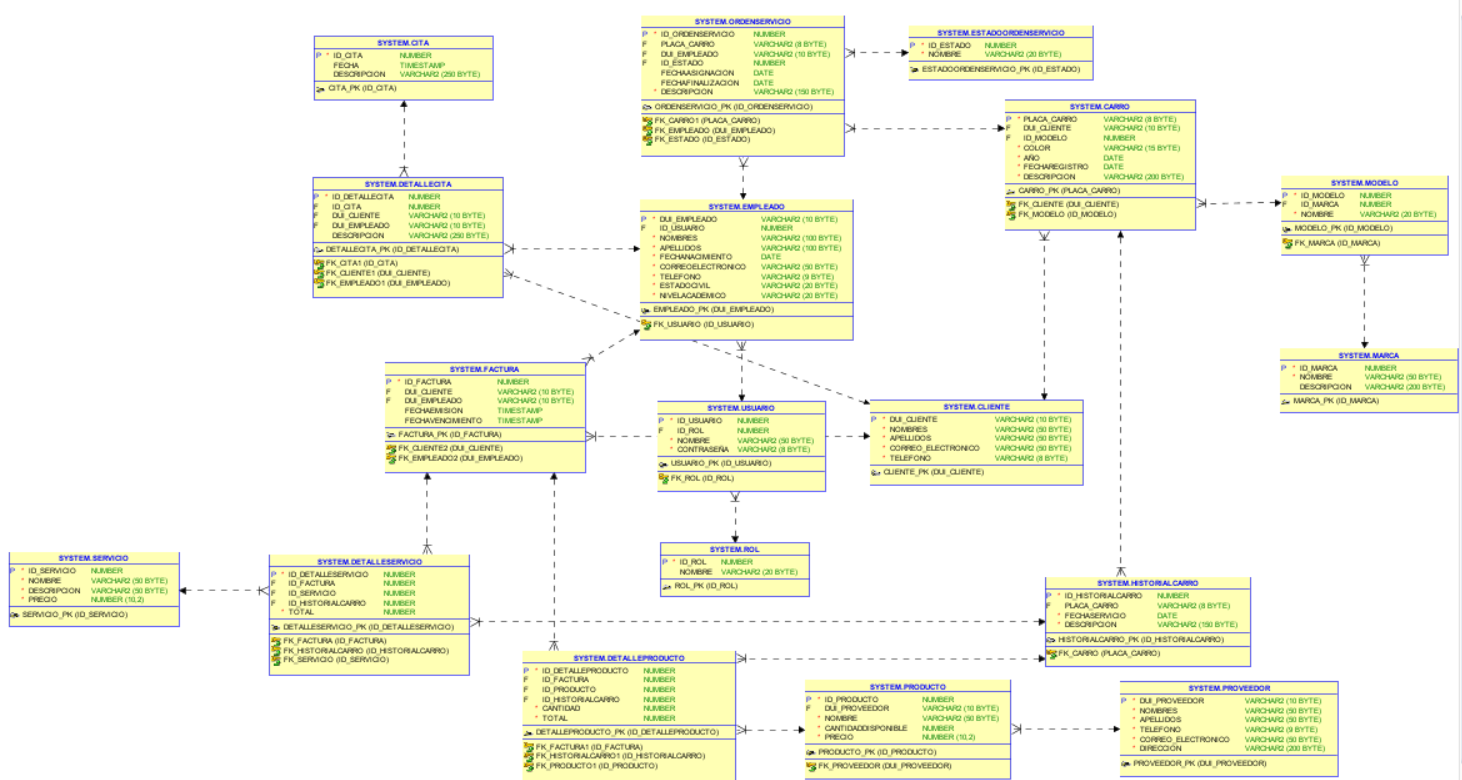 SYSTEM.CITA
P * ID_CITA NUMBER
FECHA TIMESTAMP
DESCRIPCION VARCHAR2 (250 BYTE)
CITA_PK (ID_CITA)
SYSTEM.ORDENSERVICIO
P * ID_ORDENSERVICIO NUMBER
F PLACA_CARRO VARCHAR2 (8 BYTE)
F DUI_EMPLEADO VARCHAR2 (10 BYTE)
F ID_ESTADO NUMBER
FECHAASIGNACION DATE
FECHAFINALIZACION DATE
* DESCRIPCION VARCHAR2 (150 BYTE)
ORDENSERVICIO_PK (ID_ORDENSERVICIO)
FK_CARRO1 (PLACA_CARRO)
FK_EMPLEADO (DUI_EMPLEADO)
FK_ESTADO (ID_ESTADO)
SYSTEM.ESTADOORDENSERVICIO
P * ID_ESTADO NUMBER
* NOMBRE VARCHAR2 (20 BYTE)
ESTADOORDENSERVICIO_PK (ID_ESTADO)
SYSTEM.CARRO
P * PLACA_CARRO VARCHAR2 (8 BYTE)
F DUI_CLIENTE VARCHAR2 (10 BYTE)
F ID_MODELO NUMBER
* COLOR VARCHAR2 (15 BYTE)
* AÑO DATE
* FECHAREGISTRO DATE
* DESCRIPCION VARCHAR2 (200 BYTE)
CARRO_PK (PLACA_CARRO)
FK_CLIENTE (DUI_CLIENTE)
FK_MODELO (ID_MODELO)
SYSTEM.MODELO
P * ID_MODELO NUMBER
F ID_MARCA NUMBER
* NOMBRE VARCHAR2 (20 BYTE)
MODELO_PK (ID_MODELO)
FK_MARCA (ID_MARCA)
SYSTEM.DETALLECITA
P * ID_DETALLECITA NUMBER
F ID_CITA NUMBER
F DUI_CLIENTE VARCHAR2 (10 BYTE)
F DUI_EMPLEADO VARCHAR2 (10 BYTE)
DESCRIPCION VARCHAR2 (250 BYTE)
DETALLECITA_PK (ID_DETALLECITA)
FK_CITA1 (ID_CITA)
FK_CLIENTE1 (DUI_CLIENTE)
FK_EMPLEADO1 (DUI_EMPLEADO)
SYSTEM.EMPLEADO
P * DUI_EMPLEADO VARCHAR2 (10 BYTE)
F ID_USUARIO NUMBER
* NOMBRES VARCHAR2 (100 BYTE)
* APELLIDOS VARCHAR2 (100 BYTE)
* FECHANACIMIENTO DATE
* CORREOELECTRONICO VARCHAR2 (50 BYTE)
* TELEFONO VARCHAR2 (9 BYTE)
* ESTADOCIVIL VARCHAR2 (20 BYTE)
* NIVELACADEMICO VARCHAR2 (20 BYTE)
EMPLEADO_PK (DUI_EMPLEADO)
FK_USUARIO (ID_USUARIO)
SYSTEM.MARCA
P * ID_MARCA NUMBER
* NOMBRE VARCHAR2 (50 BYTE)
DESCRIPCION VARCHAR2 (200 BYTE)
MARCA_PK (ID_MARCA)
SYSTEM.FACTURA
P * ID_FACTURA NUMBER
F DUI_CLIENTE VARCHAR2 (10 BYTE)
F DUI_EMPLEADO VARCHAR2 (10 BYTE)
FECHAEMISION TIMESTAMP
FECHAVENCIMIENTO TIMESTAMP
FACTURA_PK (ID_FACTURA)
FK_CLIENTE2 (DUI_CLIENTE)
FK_EMPLEADO2 (DUI_EMPLEADO)
SYSTEM.USUARIO
P * ID_USUARIO NUMBER
F ID_ROL NUMBER
* NOMBRE VARCHAR2 (50 BYTE)
* CONTRASEÑA VARCHAR2 (8 BYTE)
USUARIO_PK (ID_USUARIO)
FK_ROL (ID_ROL)
SYSTEM.CLIENTE
P * DUI_CLIENTE VARCHAR2 (10 BYTE)
* NOMBRES VARCHAR2 (50 BYTE)
* APELLIDOS VARCHAR2 (50 BYTE)
* CORREO_ELECTRONICO VARCHAR2 (50 BYTE)
* TELEFONO VARCHAR2 (8 BYTE)
CLIENTE_PK (DUI_CLIENTE)
SYSTEM.ROL
P * ID_ROL NUMBER
NOMBRE VARCHAR2 (20 BYTE)
ROL_PK (ID_ROL)
SYSTEM.SERVICIO
P * ID_SERVICIO NUMBER
* NOMBRE VARCHAR2 (50 BYTE)
* DESCRIPCION VARCHAR2 (50 BYTE)
* PRECIO NUMBER (10,2)
SERVICIO_PK (ID_SERVICIO)
SYSTEM.DETALLESERVICIO
P * ID_DETALLESERVICIO NUMBER
F ID_FACTURA NUMBER
F ID_SERVICIO NUMBER
F ID_HISTORIALCARRO NUMBER
* TOTAL NUMBER
DETALLESERVICIO_PK (ID_DETALLESERVICIO)
FK_FACTURA (ID_FACTURA)
FK_HISTORIALCARRO (ID_HISTORIALCARRO)
FK_SERVICIO (ID_SERVICIO)
SYSTEM.HISTORIALCARRO
P * ID_HISTORIALCARRO NUMBER
F PLACA_CARRO VARCHAR2 (8 BYTE)
* FECHASERVICIO DATE
* DESCRIPCION VARCHAR2 (150 BYTE)
HISTORIALCARRO_PK (ID_HISTORIALCARRO)
FK_CARRO (PLACA_CARRO)
SYSTEM.DETALLEPRODUCTO
P * ID_DETALLEPRODUCTO NUMBER
F ID_FACTURA NUMBER
F ID_PRODUCTO NUMBER
F ID_HISTORIALCARRO NUMBER
* CANTIDAD NUMBER
* TOTAL NUMBER
DETALLEPRODUCTO_PK (ID_DETALLEPRODUCTO)
FK_FACTURA1 (ID_FACTURA)
FK_HISTORIALCARRO1 (ID_HISTORIALCARRO)
FK_PRODUCTO1 (ID_PRODUCTO)
SYSTEM.PRODUCTO
P * ID_PRODUCTO NUMBER
F DUI_PROVEEDOR VARCHAR2 (10 BYTE)
* NOMBRE VARCHAR2 (50 BYTE)
* CANTIDADDISPONIBLE NUMBER
* PRECIO NUMBER (10,2)
PRODUCTO_PK (ID_PRODUCTO)
FK_PROVEEDOR (DUI_PROVEEDOR)
SYSTEM.PROVEEDOR
P * DUI_PROVEEDOR VARCHAR2 (10 BYTE)
* NOMBRES VARCHAR2 (50 BYTE)
* APELLIDOS VARCHAR2 (50 BYTE)
* TELEFONO VARCHAR2 (9 BYTE)
* CORREO_ELECTRONICO VARCHAR2 (50 BYTE)
* DIRECCIÓN VARCHAR2 (200 BYTE)
PROVEEDOR_PK (DUI_PROVEEDOR)